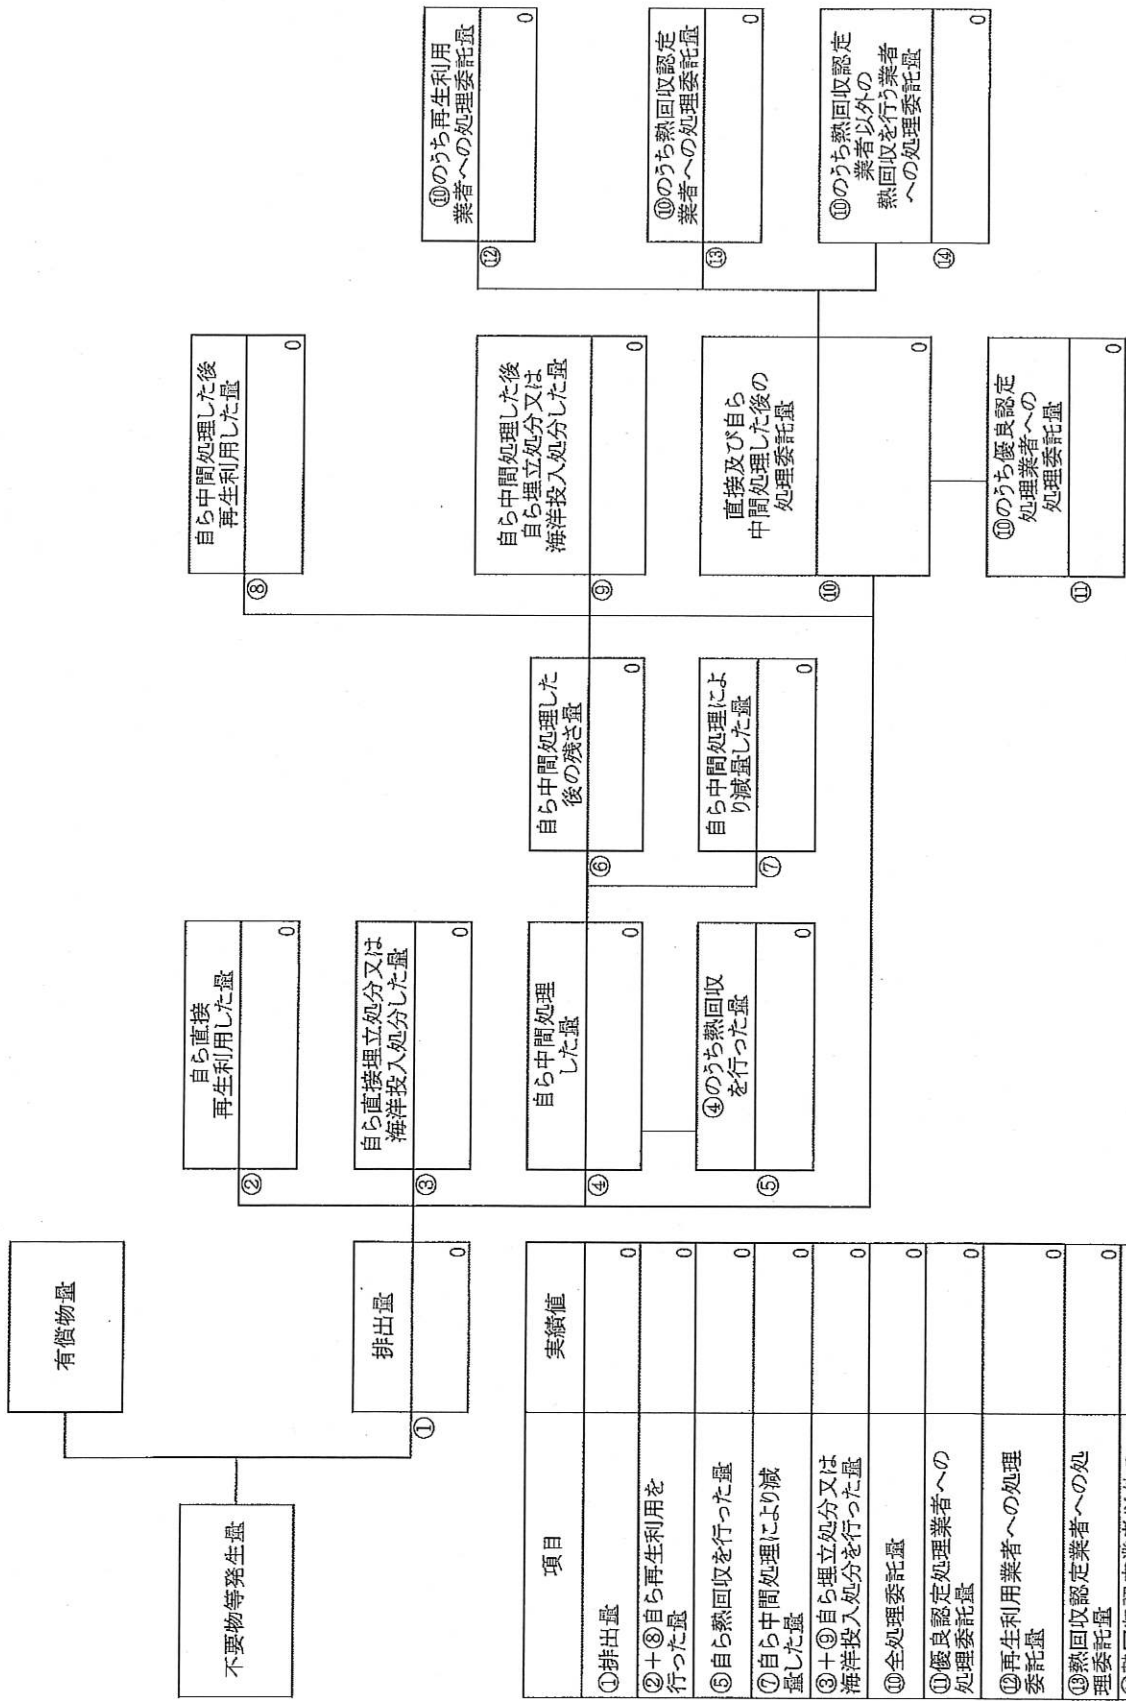 不要物等発生量
有償物量
①
排出量
0
②
自ら直接
再生利用した量
0
③
自ら直接埋立処分又は
海洋投入処分した量
0
④
自ら中間処理
した量
0
⑤
④のうち熱回収
を行った量
0
⑥
自ら中間処理した
後の残さ量
0
⑦
自ら中間処理によ
り減量した量
0
⑧
自ら中間処理した後
再生利用した量
0
⑨
自ら中間処理した後
自ら埋立処分又は
海洋投入処分した量
0
⑩
直接及び自ら
中間処理した後の
処理委託量
0
⑪
⑩のうち優良認定
処理業者への
処理委託量
0
⑫
⑩のうち再生利用
業者への処理委託量
0
⑬
⑩のうち熱回収認定
業者への処理委託量
0
⑭
⑩のうち熱回収認定
業者以外の
熱回収を行う業者
への処理委託量
0
項目 実績値
①排出量 0
②+⑧自ら再生利用を
行った量 0
⑤自ら熱回収を行った量 0
⑦自ら中間処理により減
量した量 0
③+⑨自ら埋立処分又は
海洋投入処分を行った量 0
⑩全処理委託量 0
⑪優良認定処理業者への
処理委託量 0
⑫再生利用業者への処理
委託量 0
⑬熱回収認定業者への処
理委託量 0